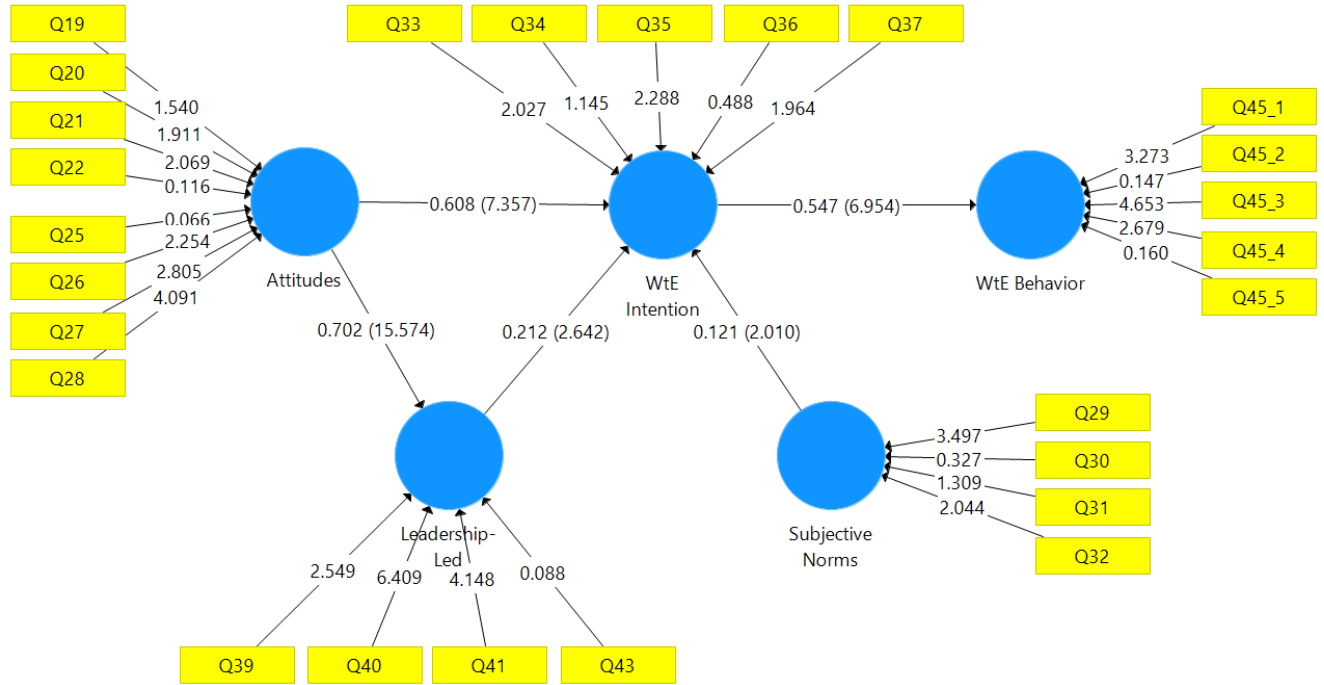 Q19
Q20
Q21
Q22
Q25
Q26
Q27
Q28
1.540
1.911
2.069
0.116
0.066
2.254
2.805
4.091
Attitudes
Q33
Q34
Q35
Q36
Q37
2.027
1.145
2.288
0.488
1.964
0.608 (7.357)
WtE
Intention
0.547 (6.954)
WtE Behavior
3.273
0.147
4.653
2.679
0.160
Q45_1
Q45_2
Q45_3
Q45_4
Q45_5
0.702 (15.574)
0.212 (2.642)
0.121 (2.010)
Leadership-
Led
2.549
6.409
4.148
0.088
Q39
Q40
Q41
Q43
Subjective
Norms
3.497
0.327
1.309
2.044
Q29
Q30
Q31
Q32